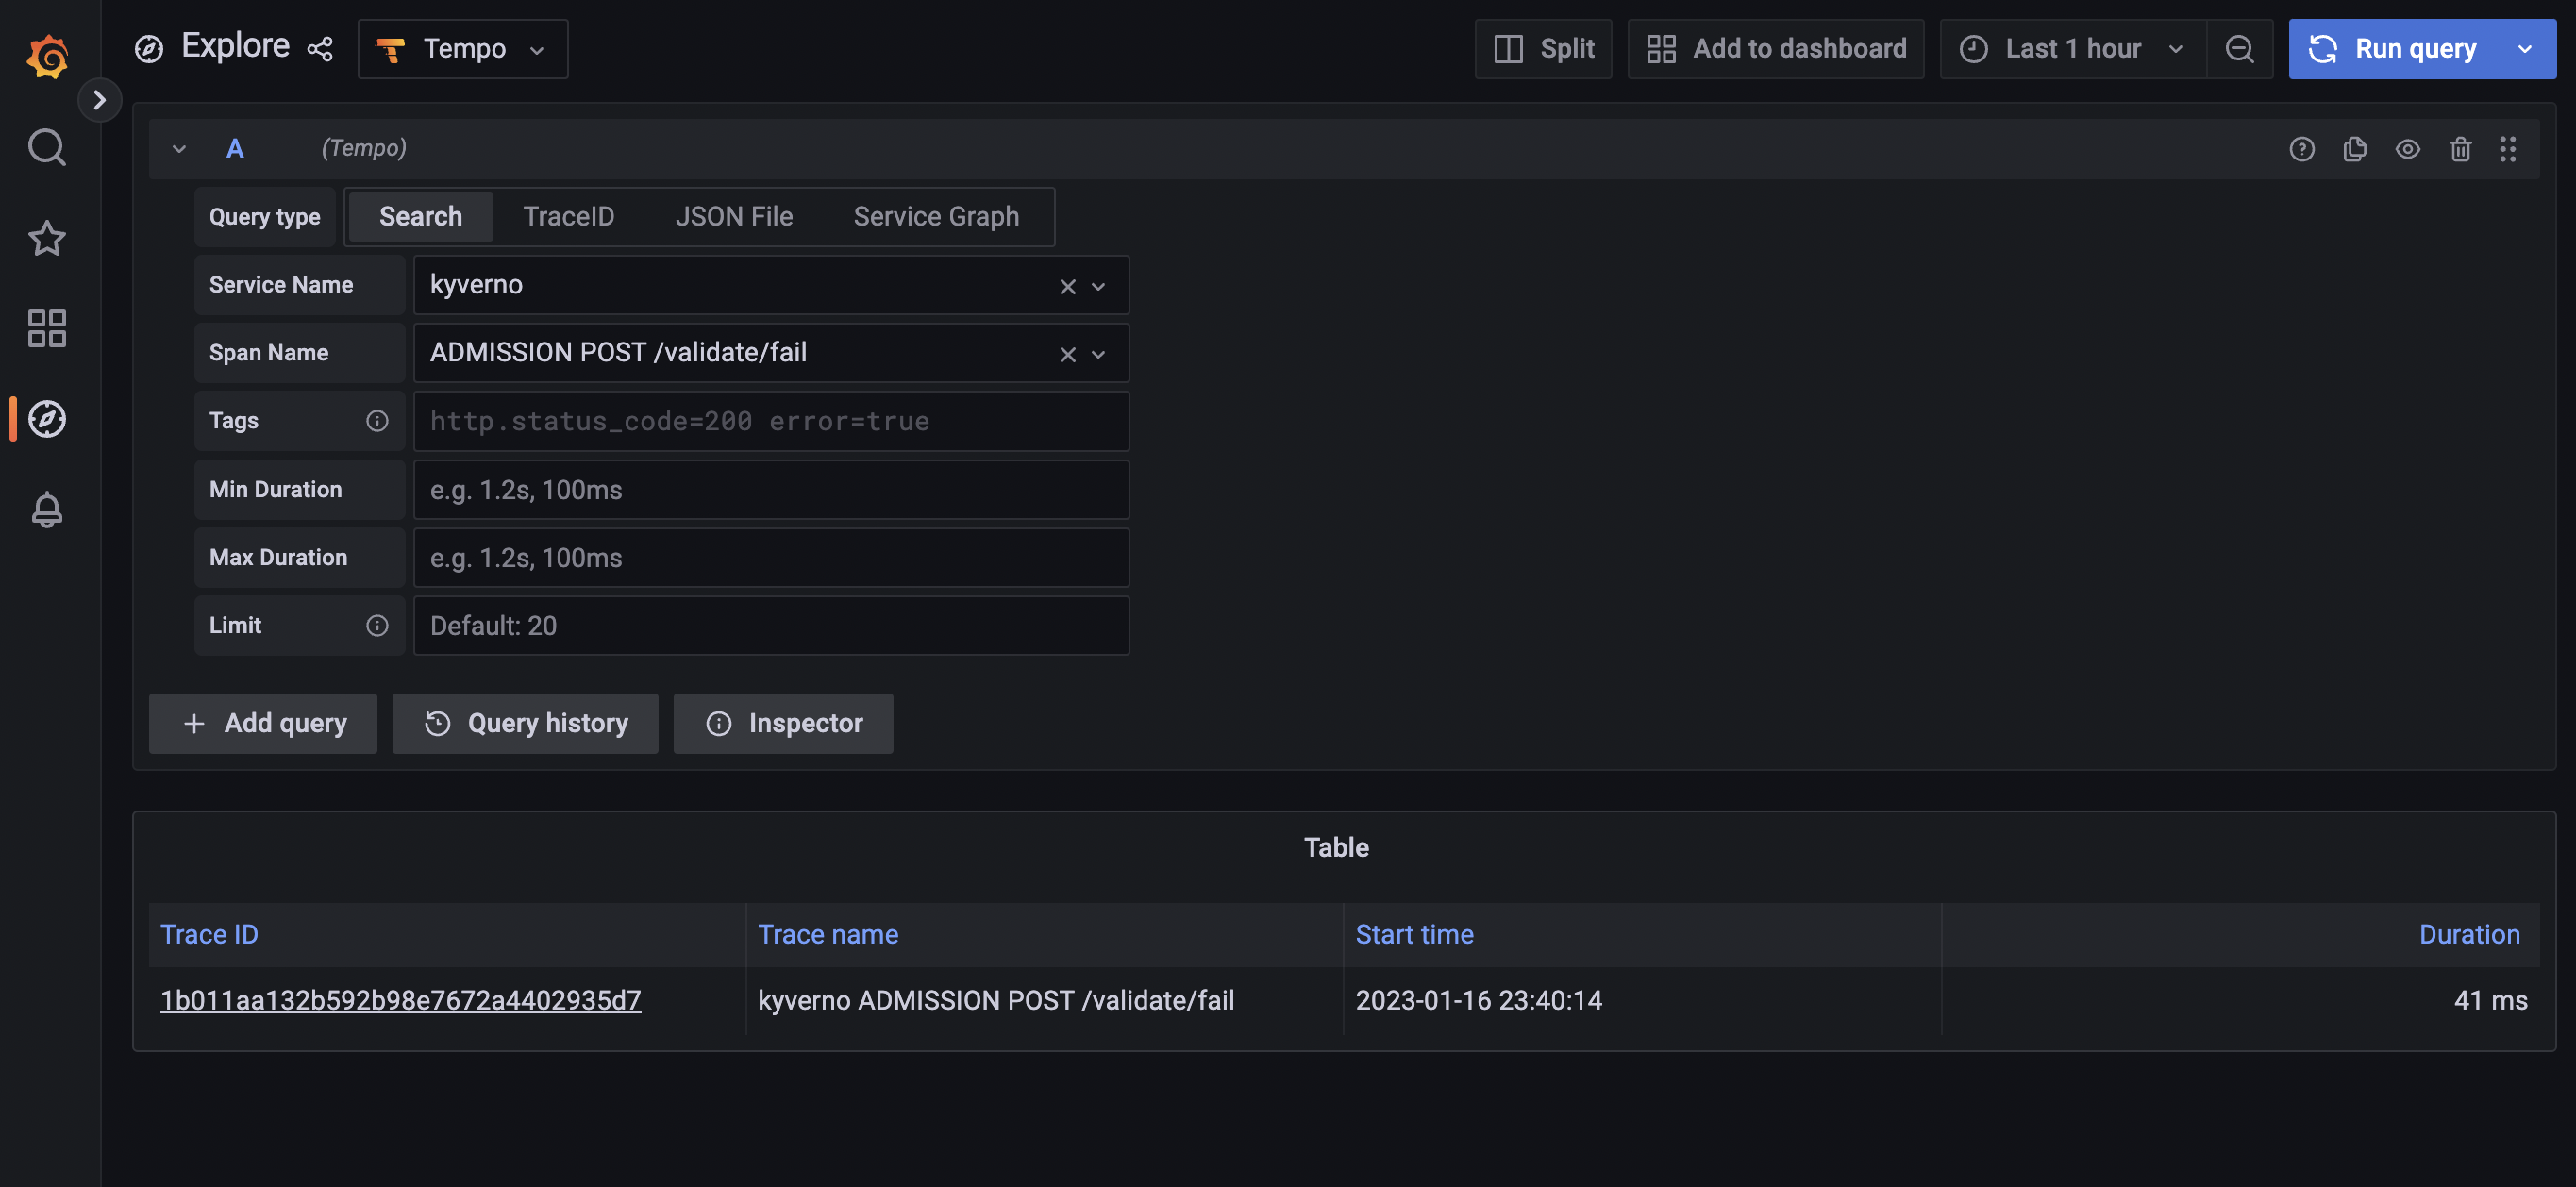 Explore Tempo Split Add to dashboard Last 1 hour Run query
A (Tempo)
Query type Search TraceID JSON File Service Graph
Service Name kyverno
Span Name ADMISSION POST /validate/fail
Tags http.status_code=200 error=true
Min Duration e.g. 1.2s, 100ms
Max Duration e.g. 1.2s, 100ms
Limit Default: 20
Add query Query history Inspector
Table
Trace ID Trace name Start time Duration
1b011aa132b592b98e7672a4402935d7 kyverno ADMISSION POST /validate/fail 2023-01-16 23:40:14 41 ms